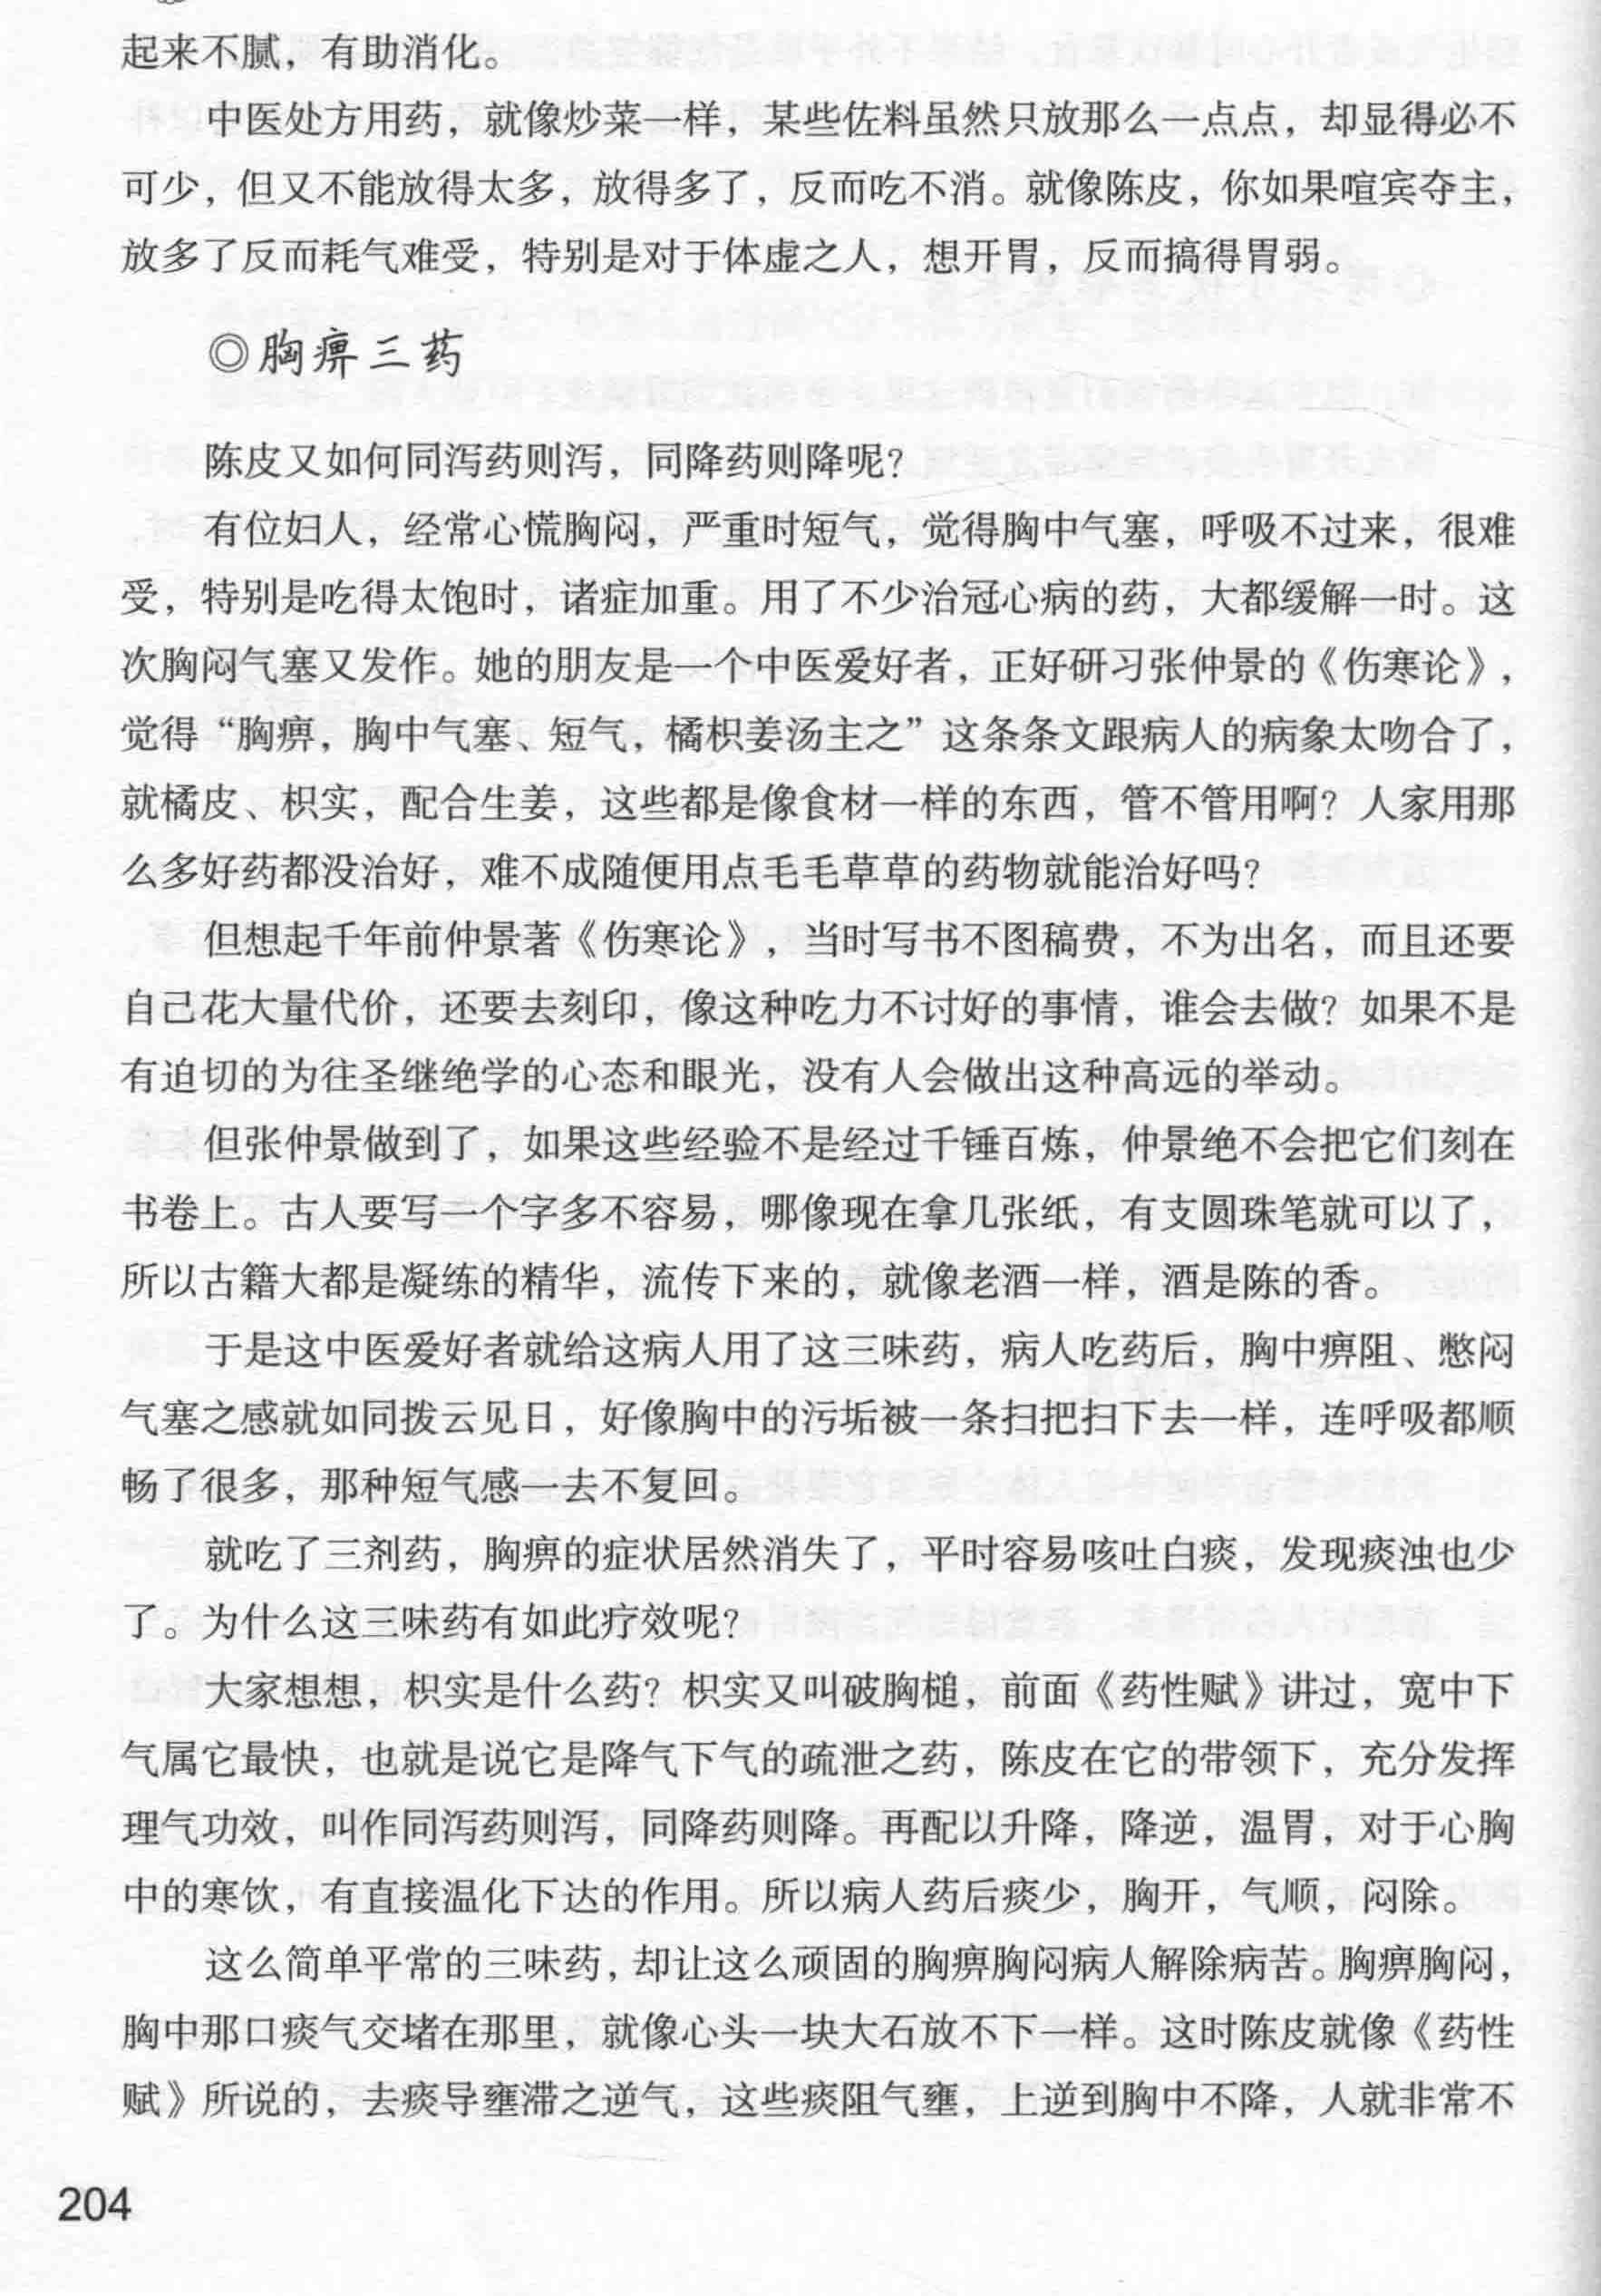 起来不腻，有助消化。
中医处方用药，就像炒菜一样，某些佐料虽然只放那么一点点，却显得必不
可少，但又不能放得太多，放得多了，反而吃不消。就像陈皮，你如果喧宾夺主，
放多了反而耗气难受，特别是对于体虚之人，想开胃，反而搞得胃弱。
◎胸痹三药
陈皮又如何同泻药则泻，同降药则降呢？
有位妇人，经常心慌胸闷，严重时短气，觉得胸中气塞，呼吸不过来，很难
受，特别是吃得太饱时，诸症加重。用了不少治冠心病的药，大都缓解一时。这
次胸闷气塞又发作。她的朋友是一个中医爱好者，正好研习张仲景的《伤寒论》，
觉得“胸痹，胸中气塞、短气，橘枳姜汤主之”这条条文跟病人的病象太吻合了，
就橘皮、枳实，配合生姜，这些都是像食材一样的东西，管不管用啊？人家用那
么多好药都没治好，难不成随便用点毛毛草草的药物就能治好吗？
但想起千年前仲景著《伤寒论》，当时写书不图稿费，不为出名，而且还要
自己花大量代价，还要去刻印，像这种吃力不讨好的事情，谁会去做？如果不是
有迫切的为往圣继绝学的心态和眼光，没有人会做出这种高远的举动。
但张仲景做到了，如果这些经验不是经过千锤百炼，仲景绝不会把它们刻在
书卷上。古人要写一个字多不容易，哪像现在拿几张纸，有支圆珠笔就可以了，
所以古籍大都是凝练的精华，流传下来的，就像老酒一样，酒是陈的香。
于是这中医爱好者就给这病人用了这三味药，病人吃药后，胸中痹阻、憋闷
气塞之感就如同拨云见日，好像胸中的污垢被一条扫把扫下去一样，连呼吸都顺
畅了很多，那种短气感一去不复回。
就吃了三剂药，胸痹的症状居然消失了，平时容易咳吐白痰，发现痰浊也少
了。为什么这三味药有如此疗效呢？
大家想想，枳实是什么药？枳实又叫破胸槌，前面《药性赋》讲过，宽中下
气属它最快，也就是说它是降气下气的疏泄之药，陈皮在它的带领下，充分发挥
理气功效，叫作同泻药则泻，同降药则降。再配以升降，降逆，温胃，对于心胸
中的寒饮，有直接温化下达的作用。所以病人药后痰少，胸开，气顺，闷除。
这么简单平常的三味药，却让这么顽固的胸痹胸闷病人解除病苦。胸痹胸闷，
胸中那口痰气交堵在那里，就像心头一块大石放不下一样。这时陈皮就像《药性
赋》所说的，去痰导壅滞之逆气，这些痰阻气壅，上逆到胸中不降，人就非常不
204